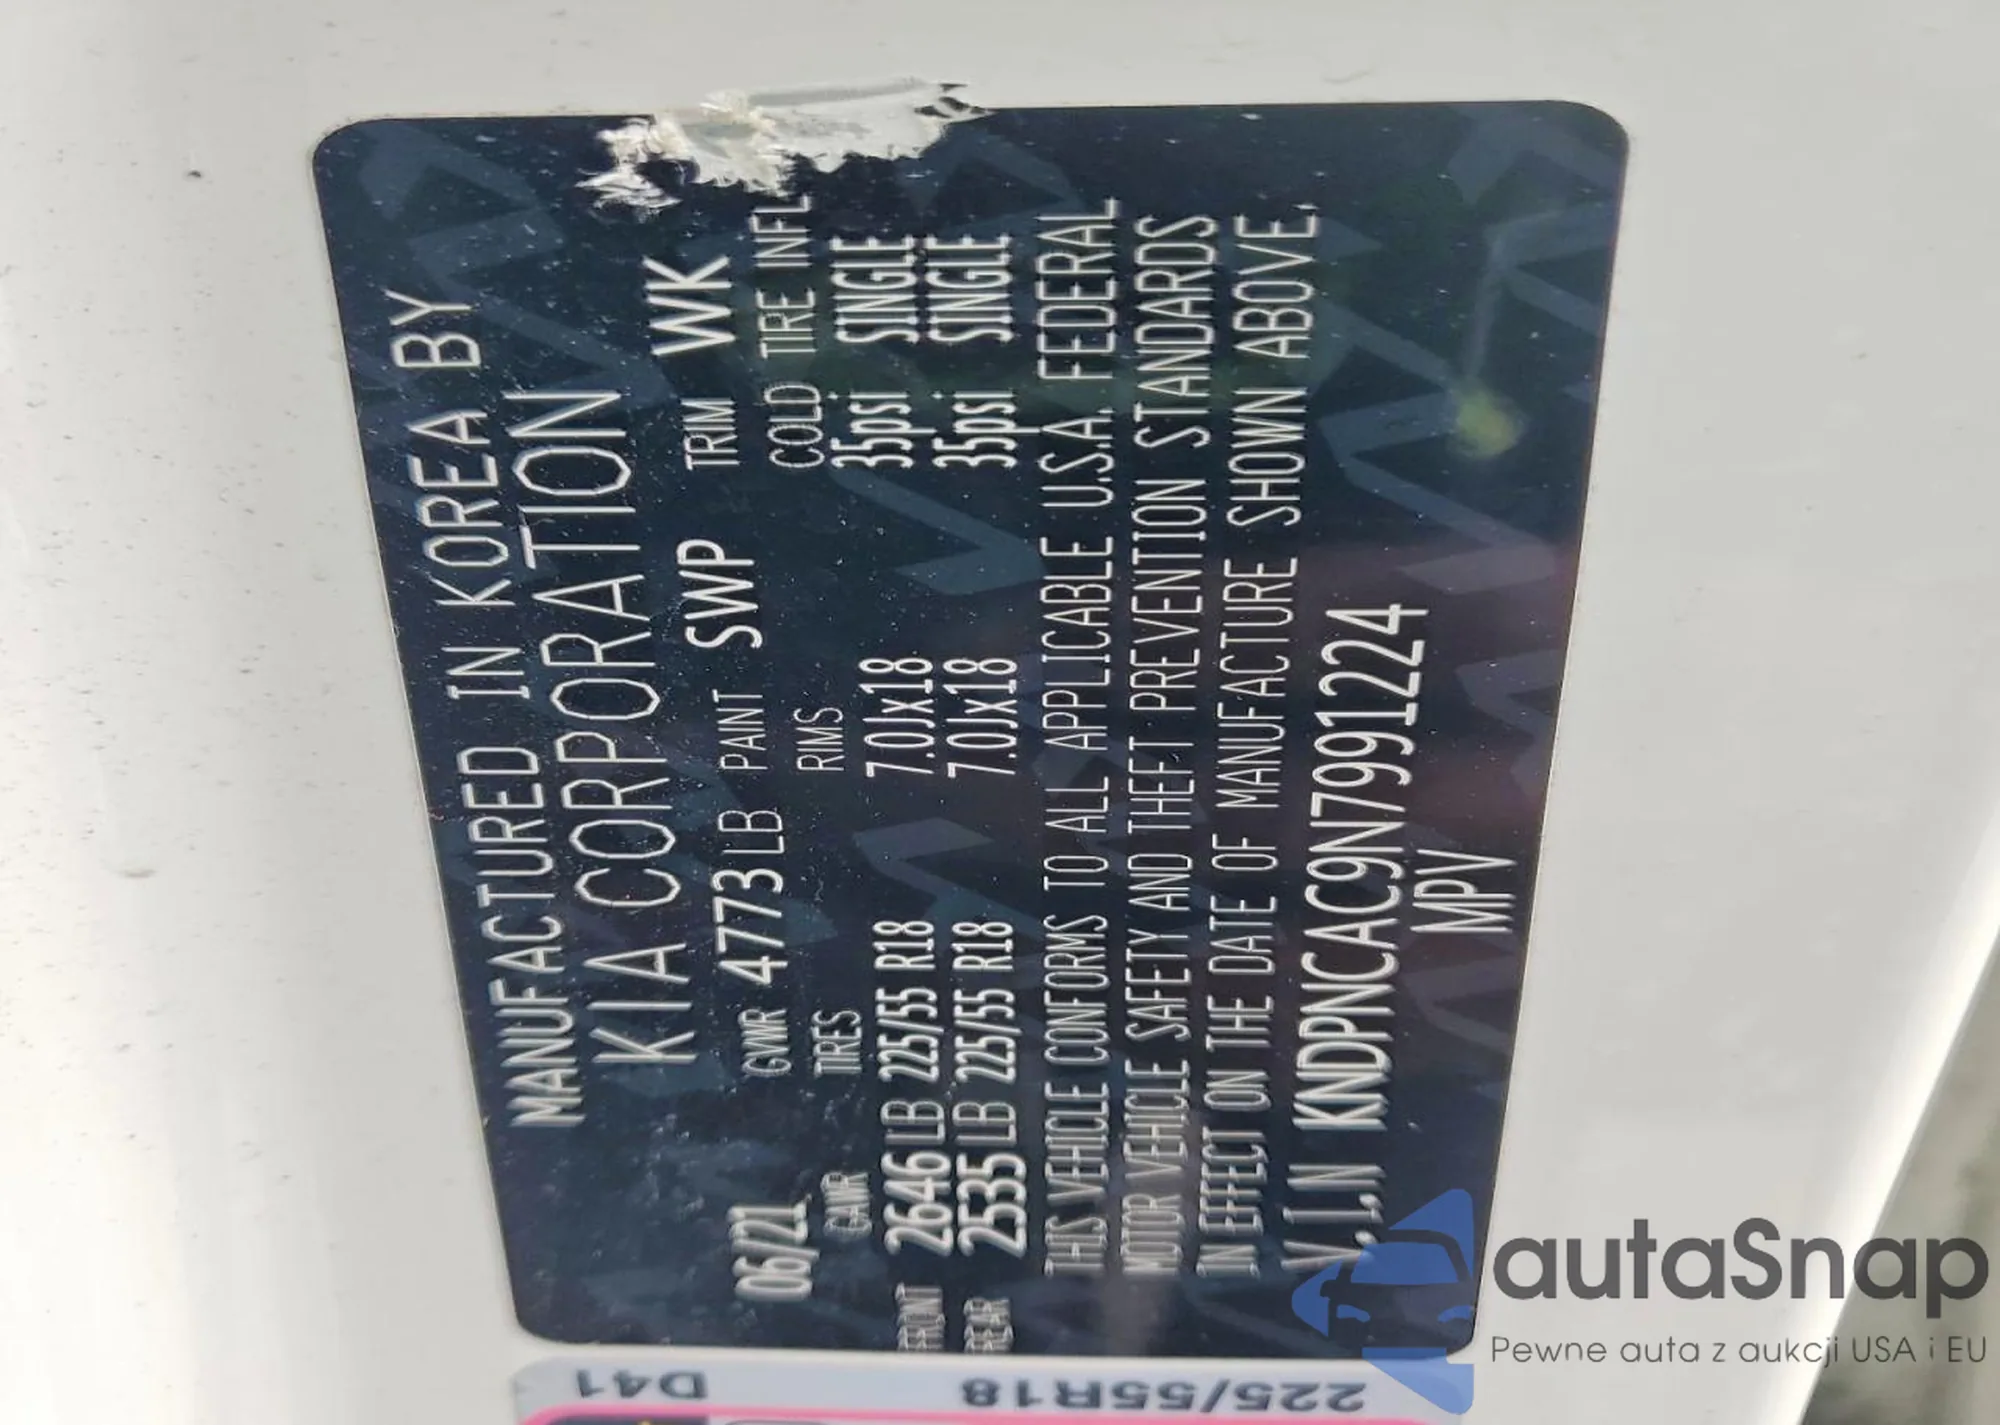 MANUFACTURED IN KOREA BY
KIA CORPORATION
06/21 GVWR 4773LB PAINT SWP TRIM WK
GAWR TIRES RIMS COLD TIRE INFL
FRONT 2646LB 225/55 R18 7.0Jx18 35psi SINGLE
REAR 2535LB 225/55 R18 7.0Jx18 35psi SINGLE
THIS VEHICLE CONFORMS TO ALL APPLICABLE U.S.A. FEDERAL
MOTOR VEHICLE SAFETY AND THEFT PREVENTION STANDARDS
IN EFFECT ON THE DATE OF MANUFACTURE SHOWN ABOVE.
V.I.N KNDPNCAC9N7991224
MPV
225/55R18 D41
autaSnap
Pewne auta z aukcji USA i EU